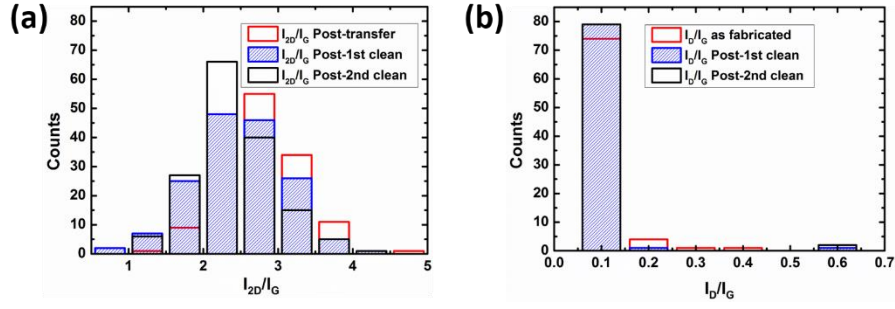 (a)
80
70
60
50
40
30
20
10
0
Counts
I2D/IG Post-transfer
I2D/IG Post-1st clean
I2D/IG Post-2nd clean
1 2 3 4 5
I2D/IG
(b)
80
70
60
50
40
30
20
10
0
Counts
ID/IG as fabricated
ID/IG Post-1st clean
ID/IG Post-2nd clean
0.0 0.1 0.2 0.3 0.4 0.5 0.6 0.7
ID/IG